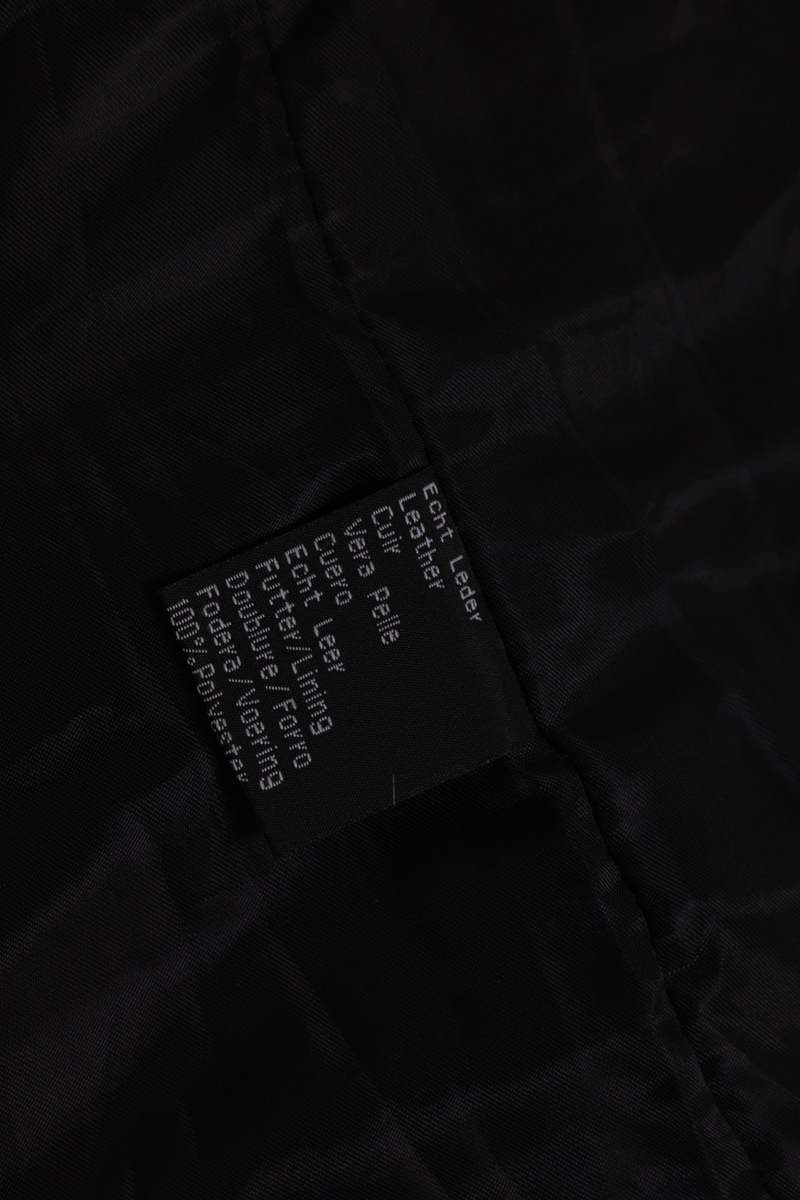 Echt Leder
Leather
Cuir
Vera Pelle
Cuero
Echt Leer
Futter/Lining
Doublure/Forro
Fodera/Voering
100%Polyester